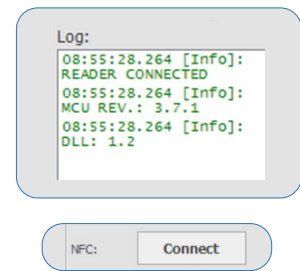 Log:
08:55:28.264 [Info]:
READER CONNECTED
08:55:28.264 [Info]:
MCU REV.: 3.7.1
08:55:28.264 [Info]:
DLL: 1.2
NFC: Connect